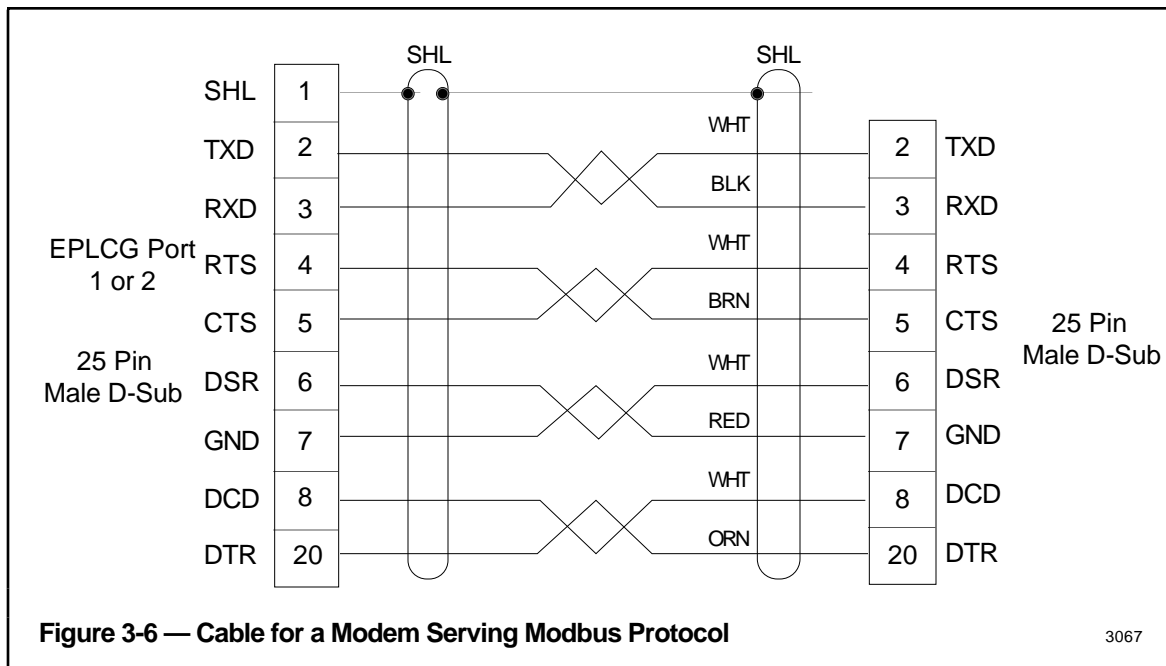 SHL SHL
SHL 1
WHT
TXD 2 2 TXD
BLK
RXD 3 3 RXD
WHT
EPLCG Port
1 or 2
RTS 4 4 RTS
BRN
CTS 5 5 CTS
25 Pin
Male D-Sub
25 Pin
Male D-Sub
WHT
DSR 6 6 DSR
RED
GND 7 7 GND
WHT
DCD 8 8 DCD
ORN
DTR 20 20 DTR
Figure 3-6 — Cable for a Modem Serving Modbus Protocol 3067